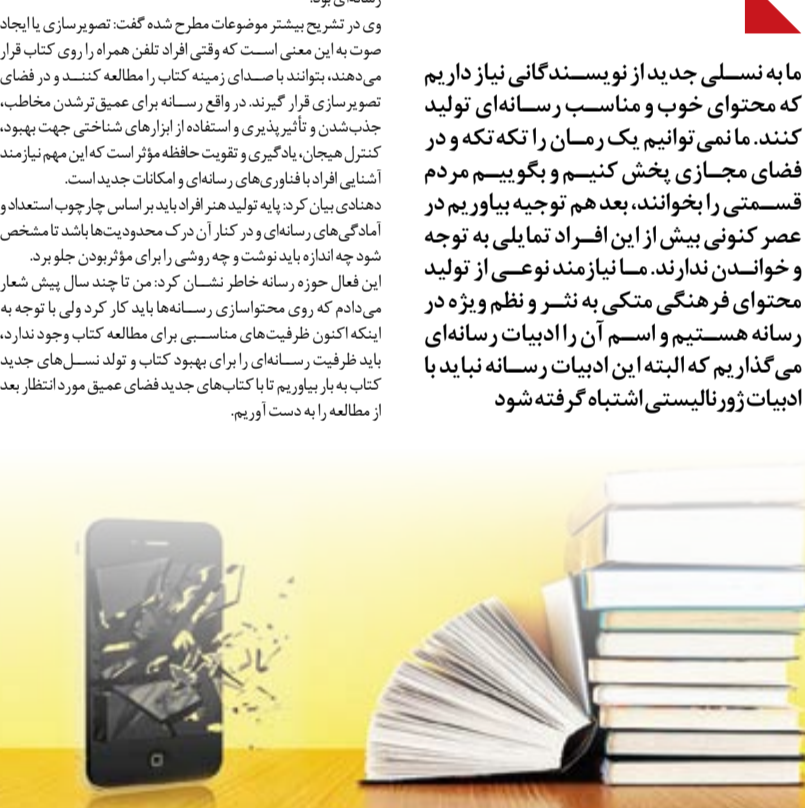 ما به نسلی جدید از نویسندگانی نیاز داریم
که محتوای خوب و مناسب رسانه‌ای تولید
کنند. ما نمی‌توانیم یک رمان را تکه تکه و در
فضای مجازی پخش کنیم و بگوییم مردم
قسمتی را بخوانند، بعد هم توجیه بیاوریم در
عصر کنونی بیش از این افراد تمایلی به توجه
و خواندن ندارند. ما نیازمند نوعی از تولید
محتوای فرهنگی متکی به نثر و نظم ویژه در
رسانه هستیم و اسم آن را ادبیات رسانه‌ای
می‌گذاریم که البته این ادبیات رسانه نباید با
ادبیات ژورنالیستی اشتباه گرفته شود
وی در تشریح بیشتر موضوعات مطرح شده گفت: تصویرسازی یا ایجاد
صوت به این معنی است که وقتی افراد تلفن همراه را روی کتاب قرار
می‌دهند، بتوانند با صدای زمینه کتاب را مطالعه کنند و در فضای
تصویرسازی قرار گیرند. در واقع رسانه برای عمیق‌ترشدن مخاطب،
جذب‌شدن و تأثیرپذیری و استفاده از ابزارهای شناختی جهت بهبود،
کنترل هیجان، یادگیری و تقویت حافظه مؤثر است که این مهم نیازمند
آشنایی افراد با فناوری‌های رسانه‌ای و امکانات جدید است.
دهنادی بیان کرد: پایه تولید هنر افراد باید بر اساس چارچوب استعداد و
آمادگی‌های رسانه‌ای و در کنار آن درک محدودیت‌ها باشد تا مشخص
شود چه اندازه باید نوشت و چه روشی را برای مؤثربودن جلو برد.
این فعال حوزه رسانه خاطر نشان کرد: من تا چند سال پیش شعار
می‌دادم که روی محتواسازی رسانه‌ها باید کار کرد ولی با توجه به
اینکه اکنون ظرفیت‌های مناسبی برای مطالعه کتاب وجود ندارد،
باید ظرفیت رسانه‌ای را برای بهبود کتاب و تولد نسل‌های جدید
کتاب به بار بیاوریم تا با کتاب‌های جدید فضای عمیق مورد انتظار بعد
از مطالعه را به دست آوریم.